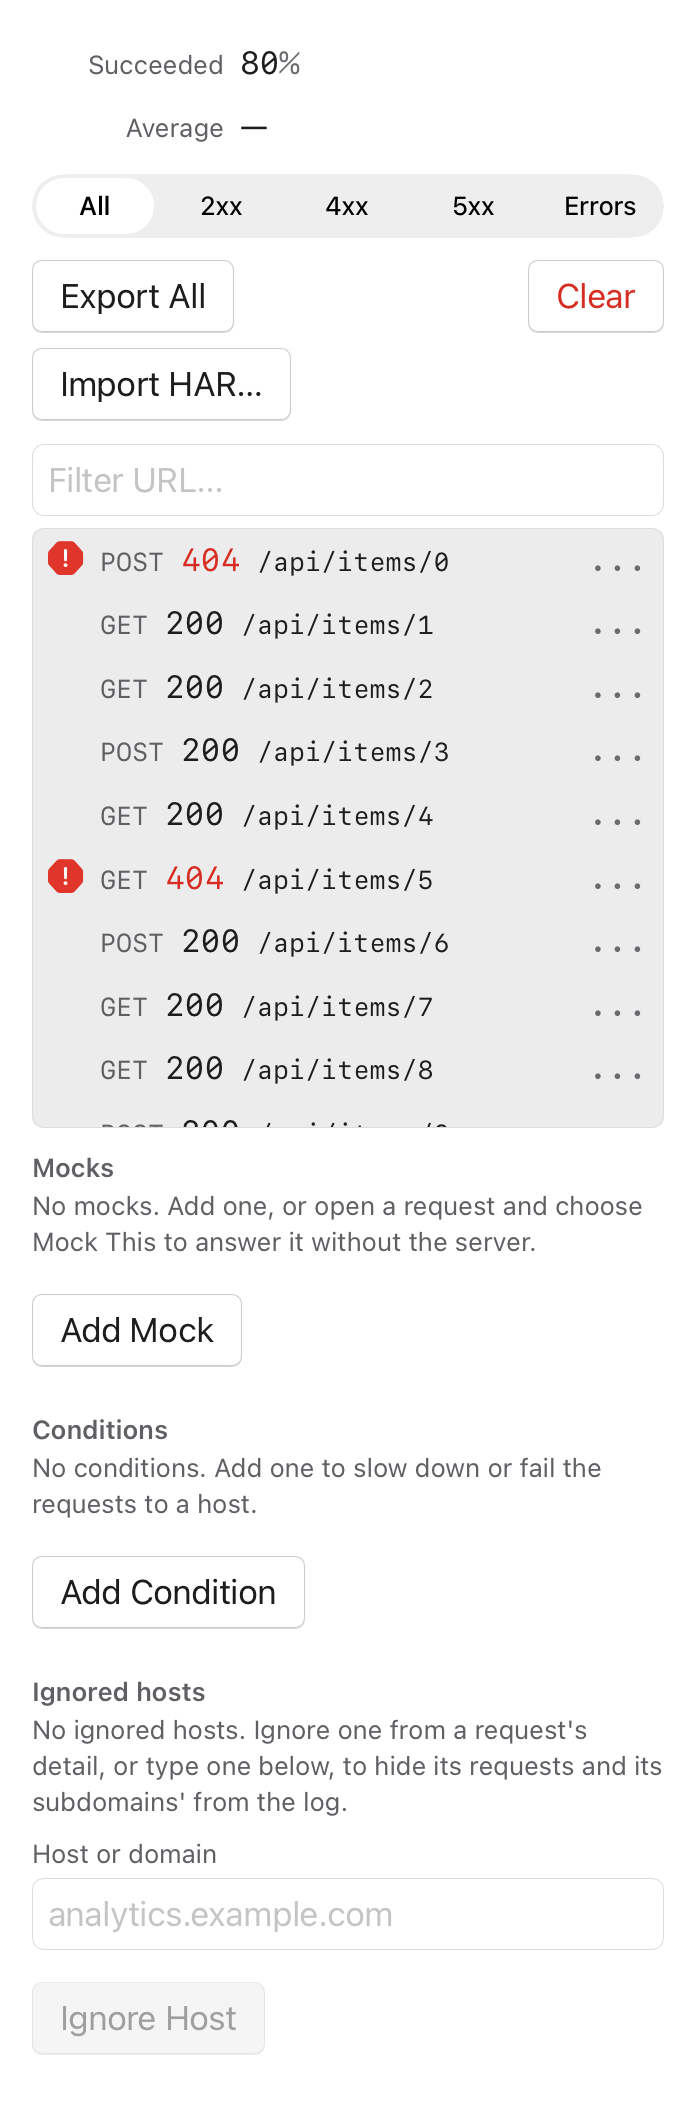 Succeeded 80%
Average —
All 2xx 4xx 5xx Errors
Export All Clear
Import HAR...
Filter URL...
POST 404 /api/items/0 ...
GET 200 /api/items/1 ...
GET 200 /api/items/2 ...
POST 200 /api/items/3 ...
GET 200 /api/items/4 ...
GET 404 /api/items/5 ...
POST 200 /api/items/6 ...
GET 200 /api/items/7 ...
GET 200 /api/items/8 ...
Mocks
No mocks. Add one, or open a request and choose
Mock This to answer it without the server.
Add Mock
Conditions
No conditions. Add one to slow down or fail the
requests to a host.
Add Condition
Ignored hosts
No ignored hosts. Ignore one from a request's
detail, or type one below, to hide its requests and its
subdomains' from the log.
Host or domain
analytics.example.com
Ignore Host